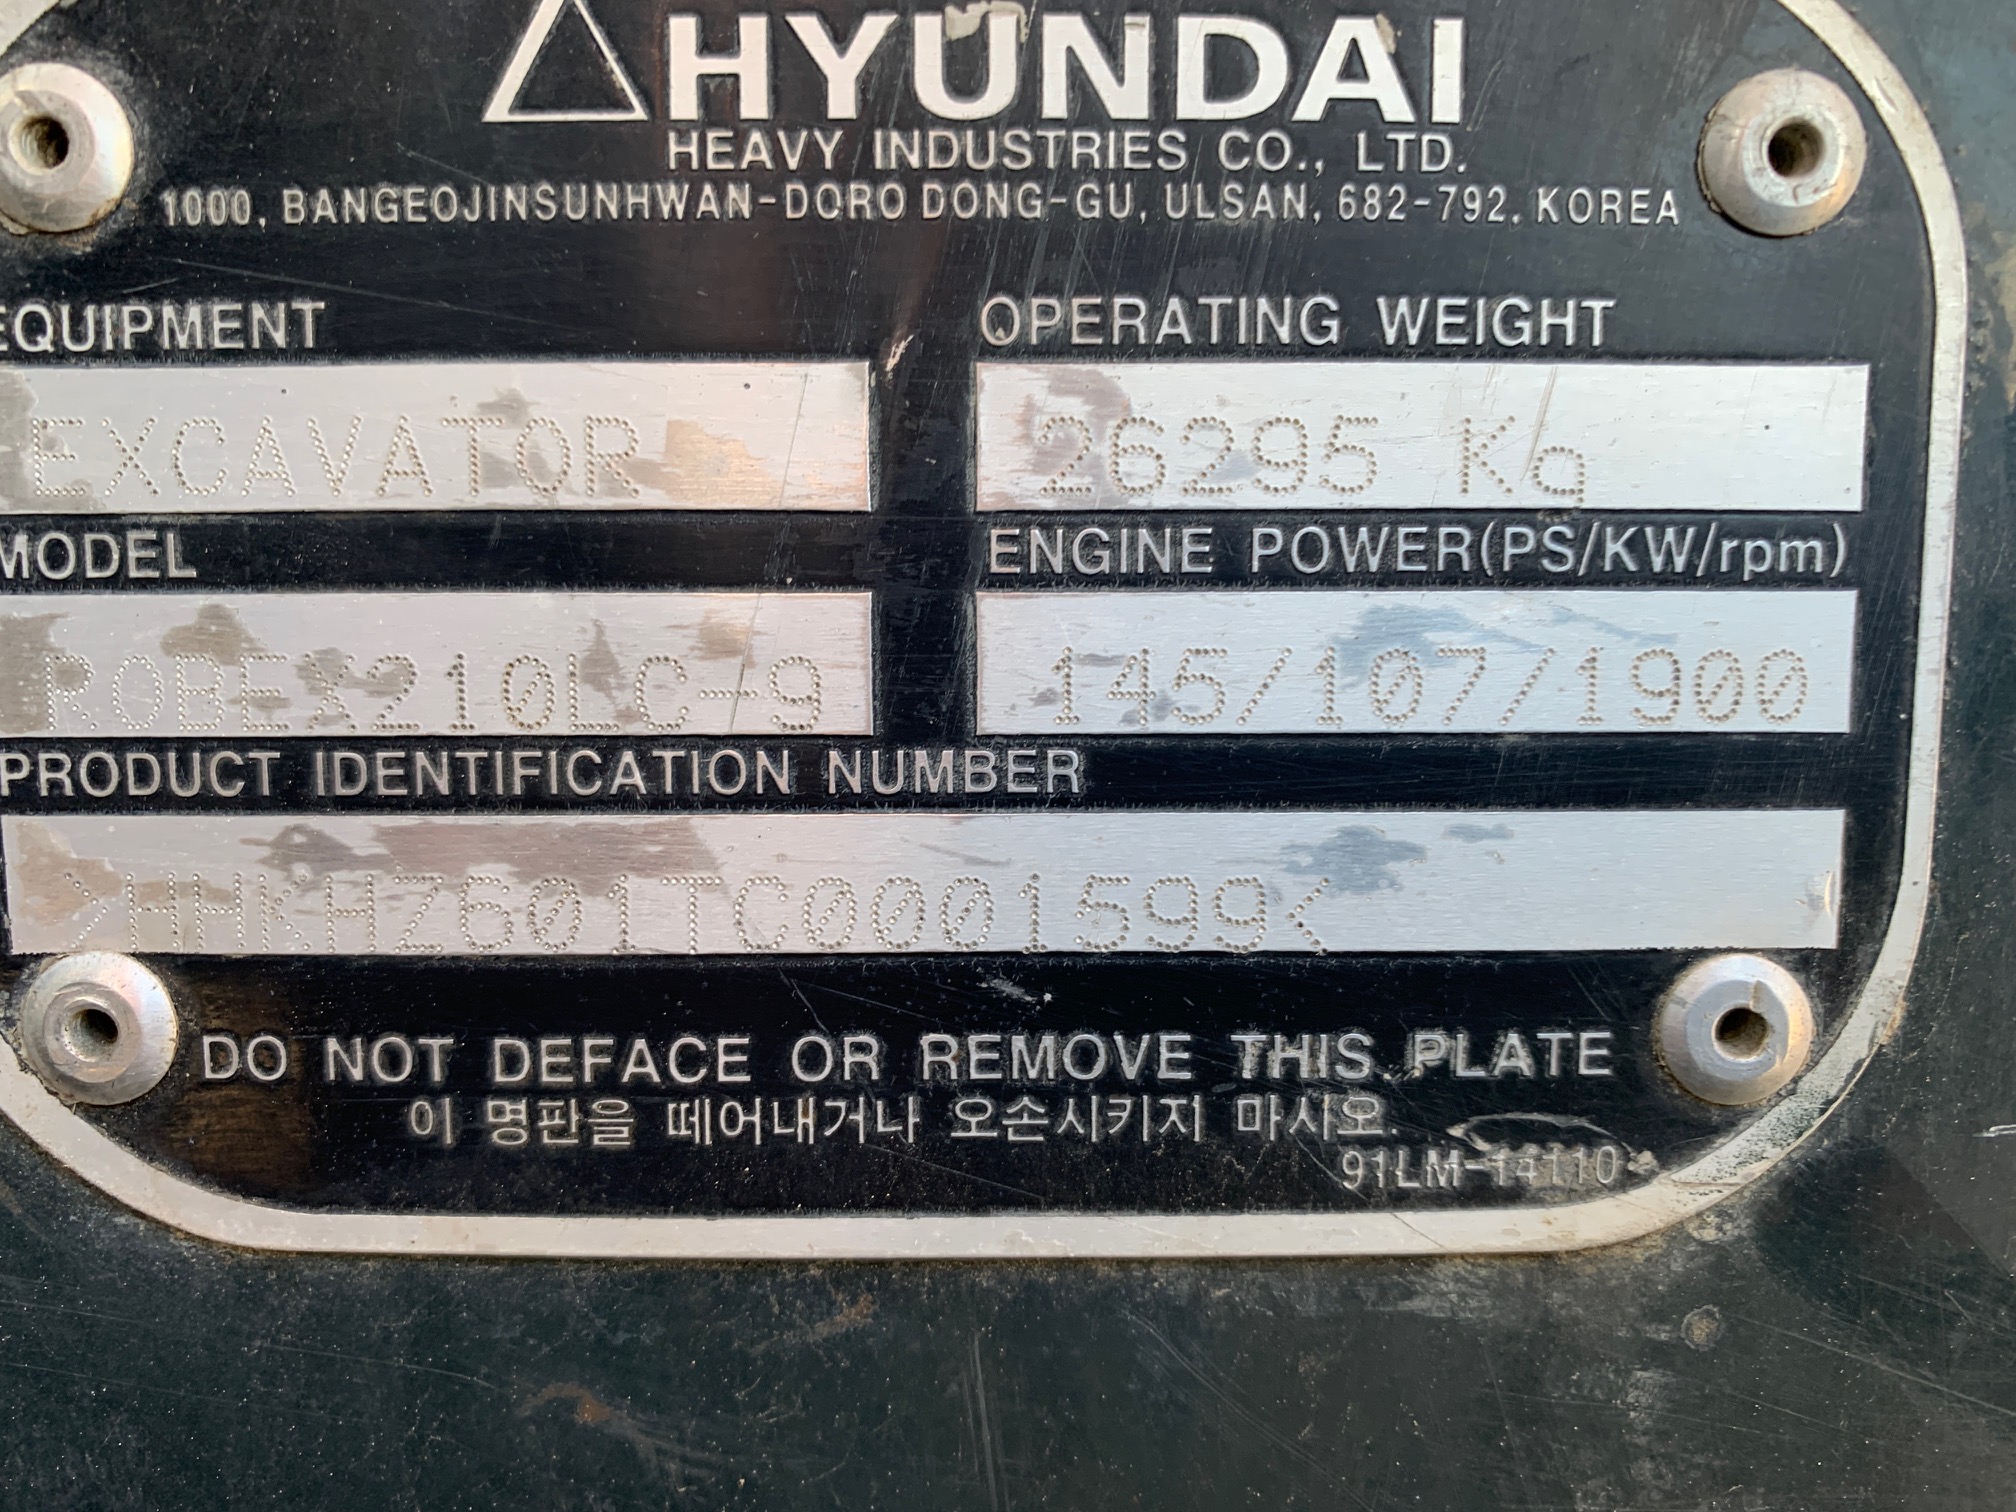 HYUNDAI
HEAVY INDUSTRIES CO., LTD.
1000, BANGEOJINSUNHWAN-DORO DONG-GU, ULSAN, 682-792, KOREA
EQUIPMENT
OPERATING WEIGHT
EXCAVATOR
26295 Kg
MODEL
ENGINE POWER(PS/KW/rpm)
ROBEX210LC-9
145/107/1900
PRODUCT IDENTIFICATION NUMBER
>HHKHZ601TC0001599<
DO NOT DEFACE OR REMOVE THIS PLATE
이 명판을 떼어내거나 오손시키지 마시오.
91LM-14110